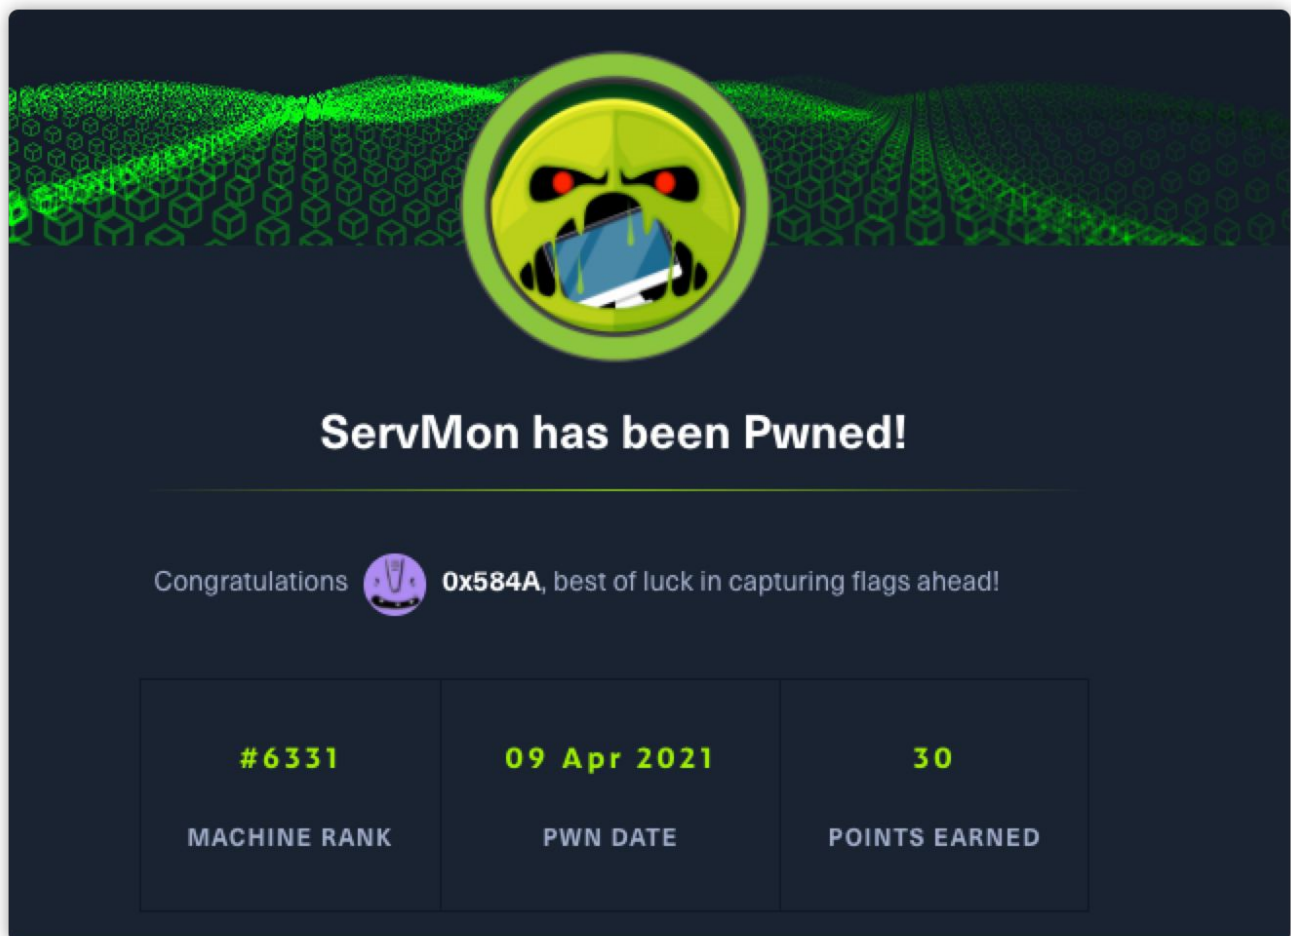 ServMon has been Pwned!
Congratulations 0x584A, best of luck in capturing flags ahead!
#6331 09 Apr 2021 30
MACHINE RANK PWN DATE POINTS EARNED